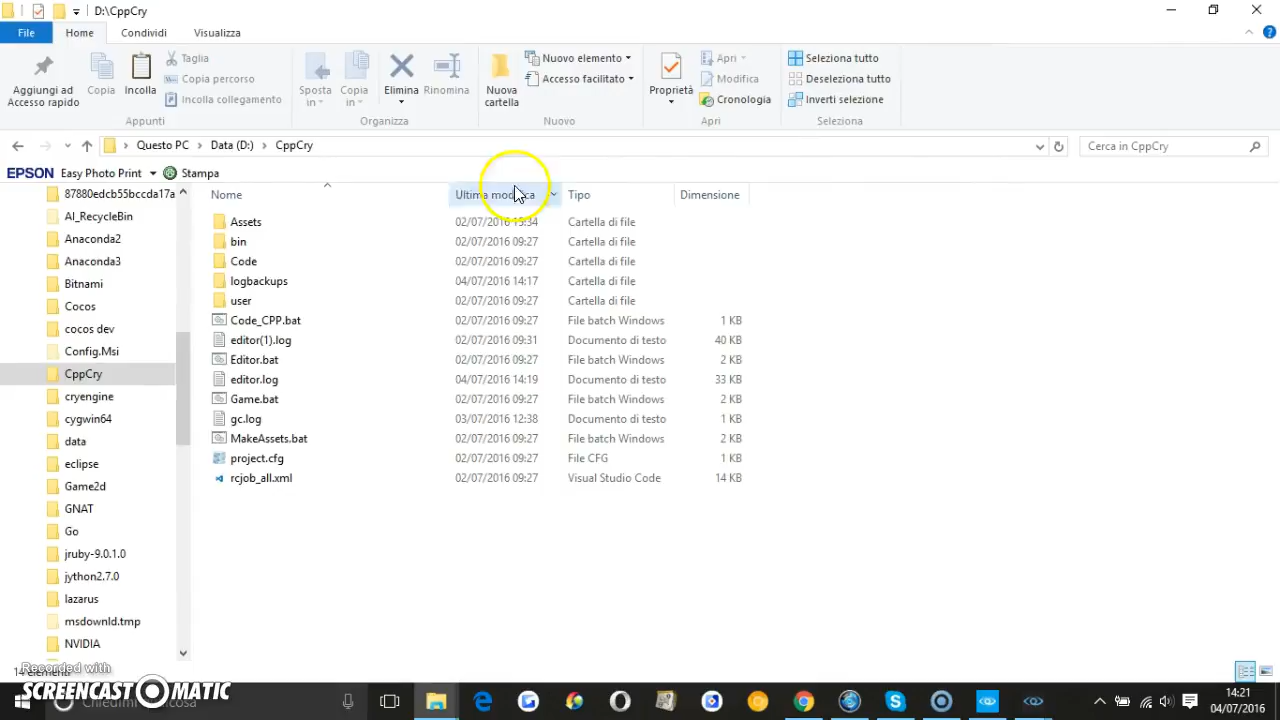 D:\CppCry
File Home Condividi Visualizza
Aggiungi ad Accesso rapido
Copia
Incolla
Taglia
Copia percorso
Incolla collegamento
Appunti
Sposta in
Copia in
Elimina
Rinomina
Organizza
Nuova cartella
Nuovo elemento
Accesso facilitato
Nuovo
Proprietà
Apri
Modifica
Cronologia
Apri
Seleziona tutto
Deseleziona tutto
Inverti selezione
Seleziona
Questo PC > Data (D:) > CppCry
Cerca in CppCry
EPSON Easy Photo Print Stampa
87880edcb55bccda17a
AI_RecycleBin
Anaconda2
Anaconda3
Bitnami
Cocos
cocos dev
Config.Msi
CppCry
cryengine
cygwin64
data
eclipse
Game2d
GNAT
Go
jruby-9.0.1.0
jython2.7.0
lazarus
msdownld.tmp
NVIDIA
Nome Ultima modifica Tipo Dimensione
Assets 02/07/2016 15:34 Cartella di file
bin 02/07/2016 09:27 Cartella di file
Code 02/07/2016 09:27 Cartella di file
logbackups 04/07/2016 14:17 Cartella di file
user 02/07/2016 09:27 Cartella di file
Code_CPP.bat 02/07/2016 09:27 File batch Windows 1 KB
editor(1).log 02/07/2016 09:31 Documento di testo 40 KB
Editor.bat 02/07/2016 09:27 File batch Windows 2 KB
editor.log 04/07/2016 14:19 Documento di testo 33 KB
Game.bat 02/07/2016 09:27 File batch Windows 2 KB
gc.log 03/07/2016 12:38 Documento di testo 1 KB
MakeAssets.bat 02/07/2016 09:27 File batch Windows 2 KB
project.cfg 02/07/2016 09:27 File CFG 1 KB
rcjob_all.xml 02/07/2016 09:27 Visual Studio Code 14 KB
14 elementi
Recorded with
SCREENCAST MATIC
Chiedimi qualcosa
14:21
04/07/2016